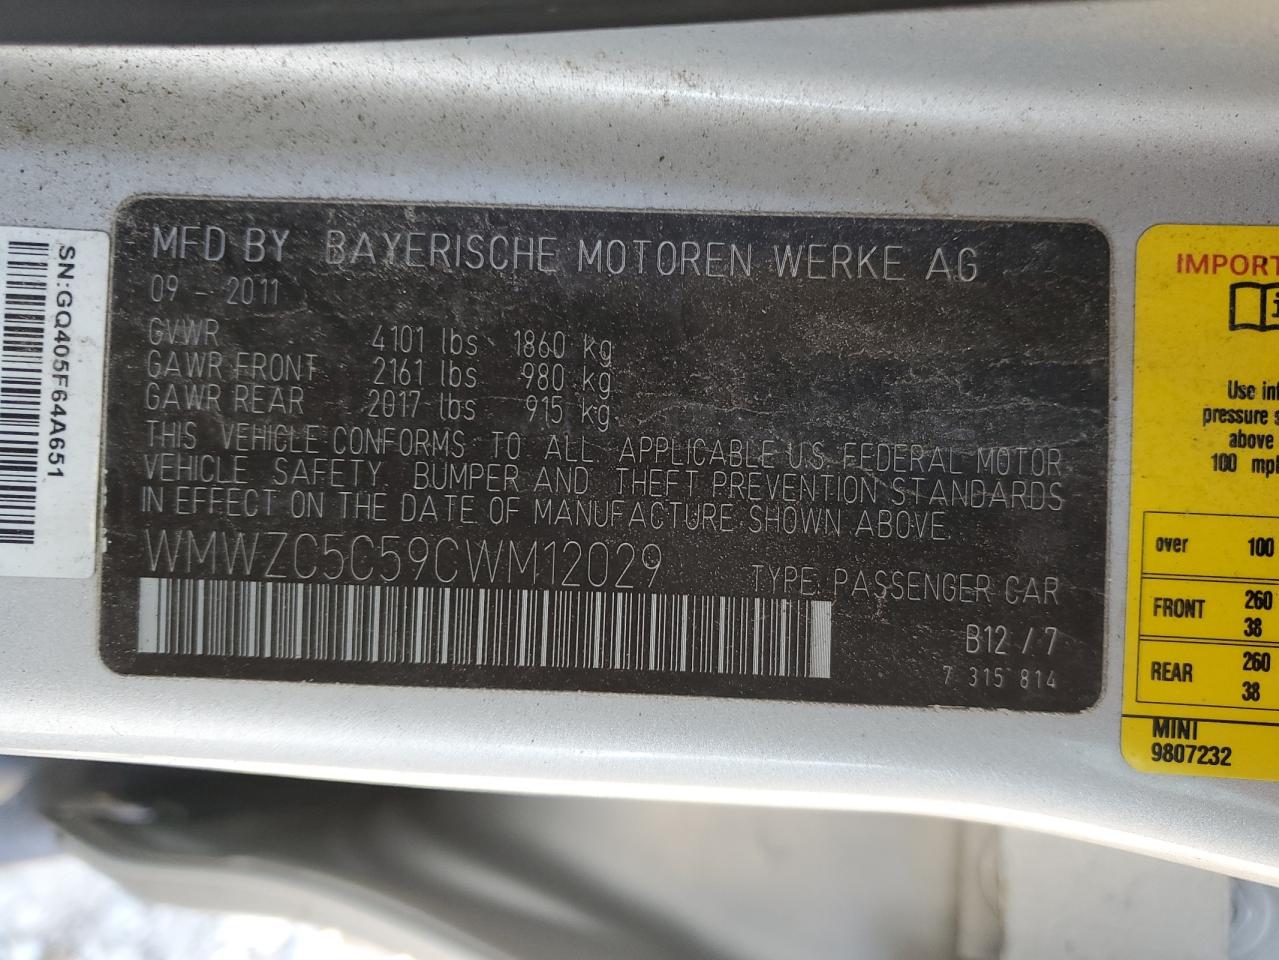 SN:GQ405F64A651
MFD BY BAYERISCHE MOTOREN WERKE AG
09 - 2011
GVWR 4101 lbs 1860 kg
GAWR FRONT 2161 lbs 980 kg
GAWR REAR 2017 lbs 915 kg
THIS VEHICLE CONFORMS TO ALL APPLICABLE U.S. FEDERAL MOTOR
VEHICLE SAFETY, BUMPER AND THEFT PREVENTION STANDARDS
IN EFFECT ON THE DATE OF MANUFACTURE SHOWN ABOVE.
WMWZC5C59CWM12029
TYPE: PASSENGER CAR
B12 / 7
7 315 814
IMPORT
Use inf
pressure
above
100 mph
over 100
FRONT 260
38
REAR 260
38
MINI
9807232